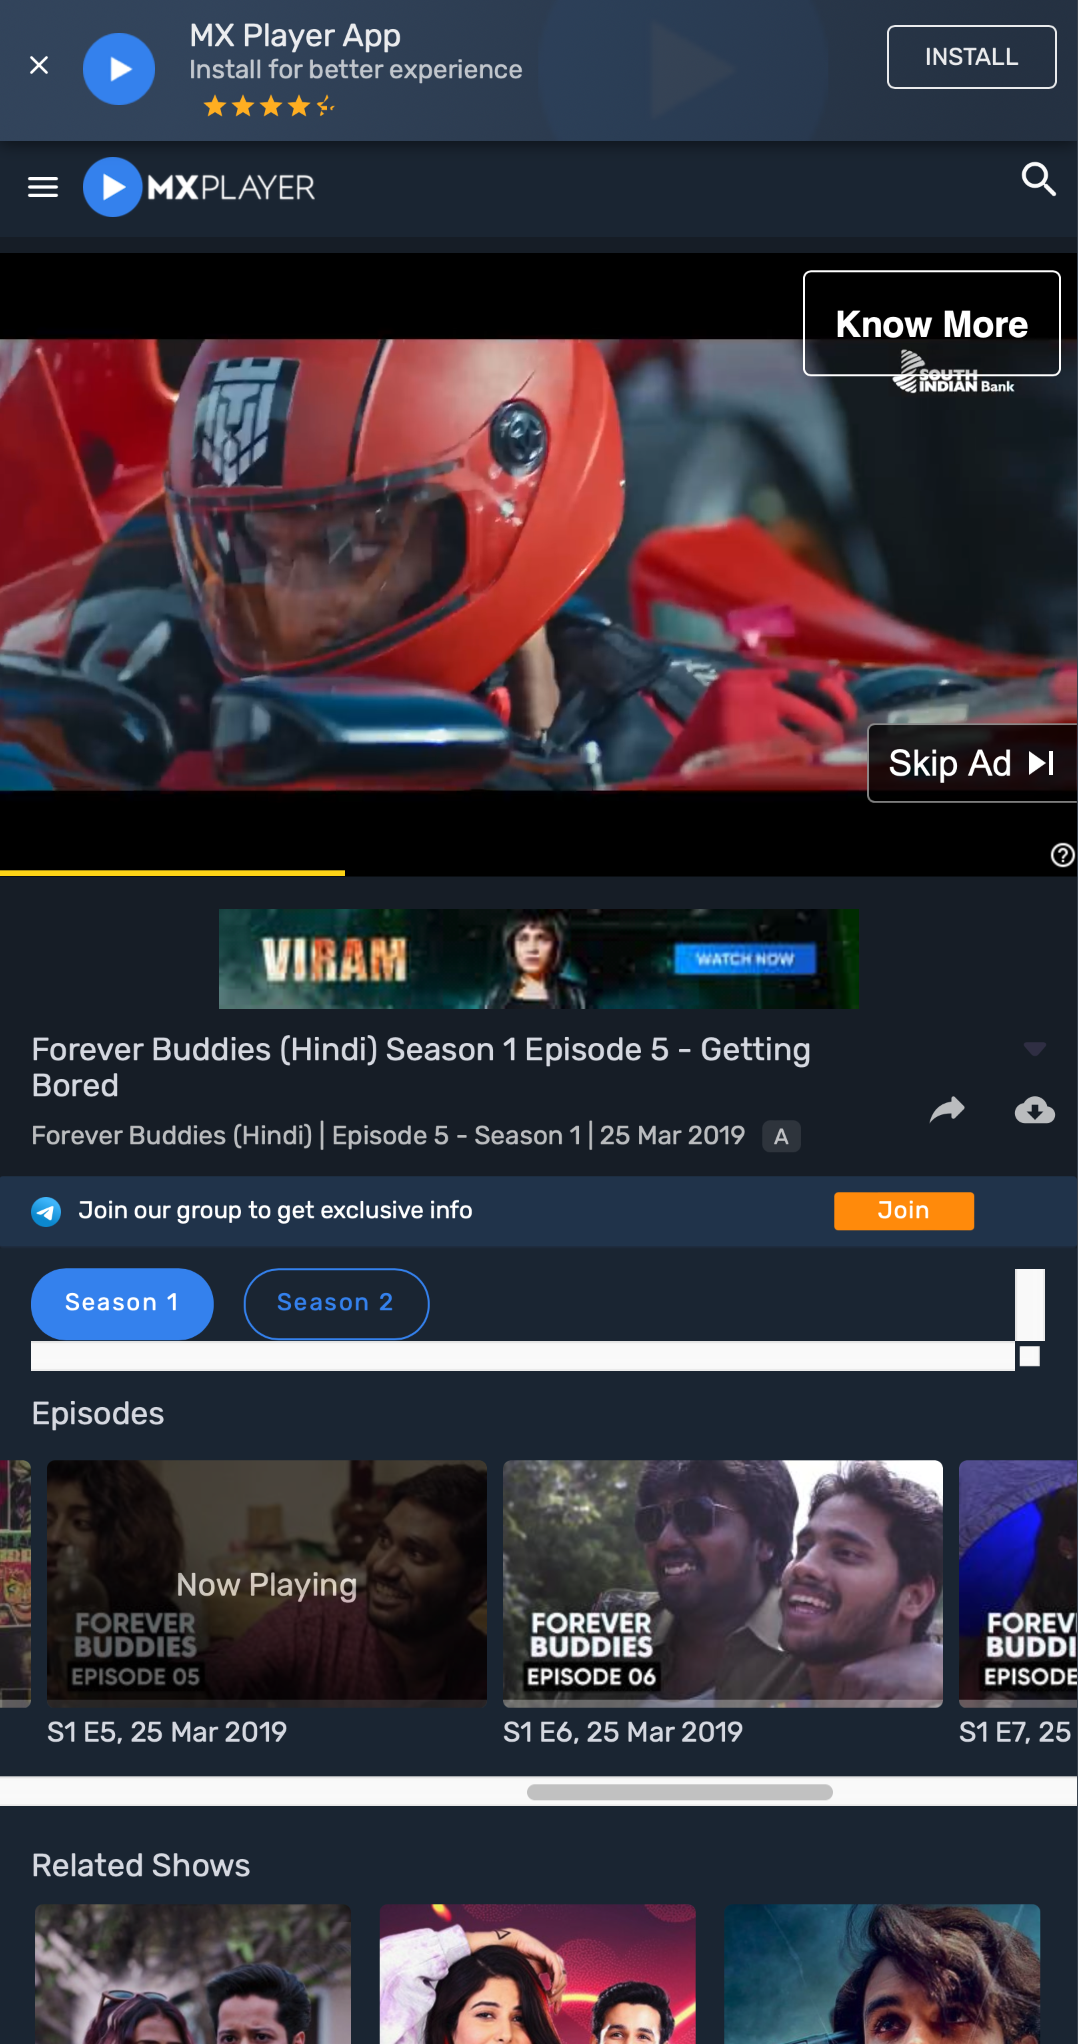 MX Player App
Install for better experience
INSTALL
MXPLAYER
Know More
SOUTH
INDIAN Bank
Skip Ad
VIRAM
WATCH NOW
Forever Buddies (Hindi) Season 1 Episode 5 - Getting
Bored
Forever Buddies (Hindi) | Episode 5 - Season 1 | 25 Mar 2019 A
Join our group to get exclusive info
Join
Season 1
Season 2
Episodes
Now Playing
FOREVER
BUDDIES
EPISODE 05
FOREVER
BUDDIES
EPISODE 06
FOREV
BUDDI
EPISODE
S1 E5, 25 Mar 2019
S1 E6, 25 Mar 2019
S1 E7, 25
Related Shows